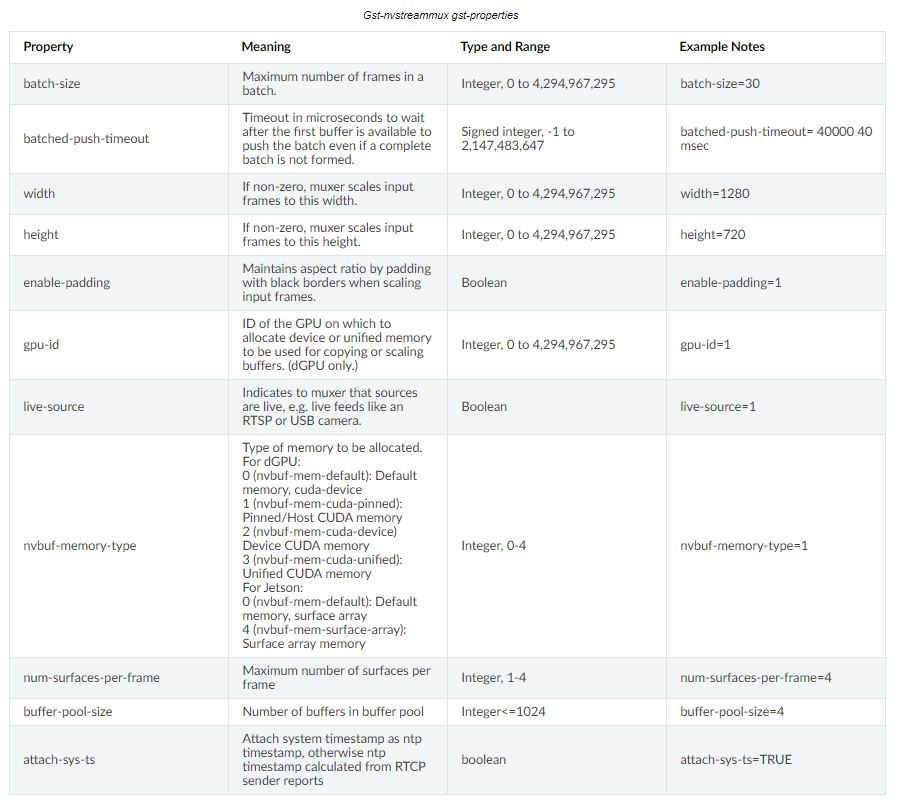 Gst-nvstreammux gst-properties
Property Meaning Type and Range Example Notes
batch-size
Maximum number of frames in a
batch.
Integer, 0 to 4,294,967,295
batch-size=30
batched-push-timeout
Timeout in microseconds to wait
after the first buffer is available to
push the batch even if a complete
batch is not formed.
Signed integer, -1 to
2,147,483,647
batched-push-timeout= 40000 40
msec
width
If non-zero, muxer scales input
frames to this width.
Integer, 0 to 4,294,967,295
width=1280
height
If non-zero, muxer scales input
frames to this height.
Integer, 0 to 4,294,967,295
height=720
enable-padding
Maintains aspect ratio by padding
with black borders when scaling
input frames.
Boolean
enable-padding=1
gpu-id
ID of the GPU on which to
allocate device or unified memory
to be used for copying or scaling
buffers. (dGPU only.)
Integer, 0 to 4,294,967,295
gpu-id=1
live-source
Indicates to muxer that sources
are live, e.g. live feeds like an
RTSP or USB camera.
Boolean
live-source=1
nvbuf-memory-type
Type of memory to be allocated.
For dGPU:
0 (nvbuf-mem-default): Default
memory, cuda-device
1 (nvbuf-mem-cuda-pinned):
Pinned/Host CUDA memory
2 (nvbuf-mem-cuda-device)
Device CUDA memory
3 (nvbuf-mem-cuda-unified):
Unified CUDA memory
For Jetson:
0 (nvbuf-mem-default): Default
memory, surface array
4 (nvbuf-mem-surface-array):
Surface array memory
Integer, 0-4
nvbuf-memory-type=1
num-surfaces-per-frame
Maximum number of surfaces per
frame
Integer, 1-4
num-surfaces-per-frame=4
buffer-pool-size
Number of buffers in buffer pool
Integer<=1024
buffer-pool-size=4
attach-sys-ts
Attach system timestamp as ntp
timestamp, otherwise ntp
timestamp calculated from RTCP
sender reports
boolean
attach-sys-ts=TRUE